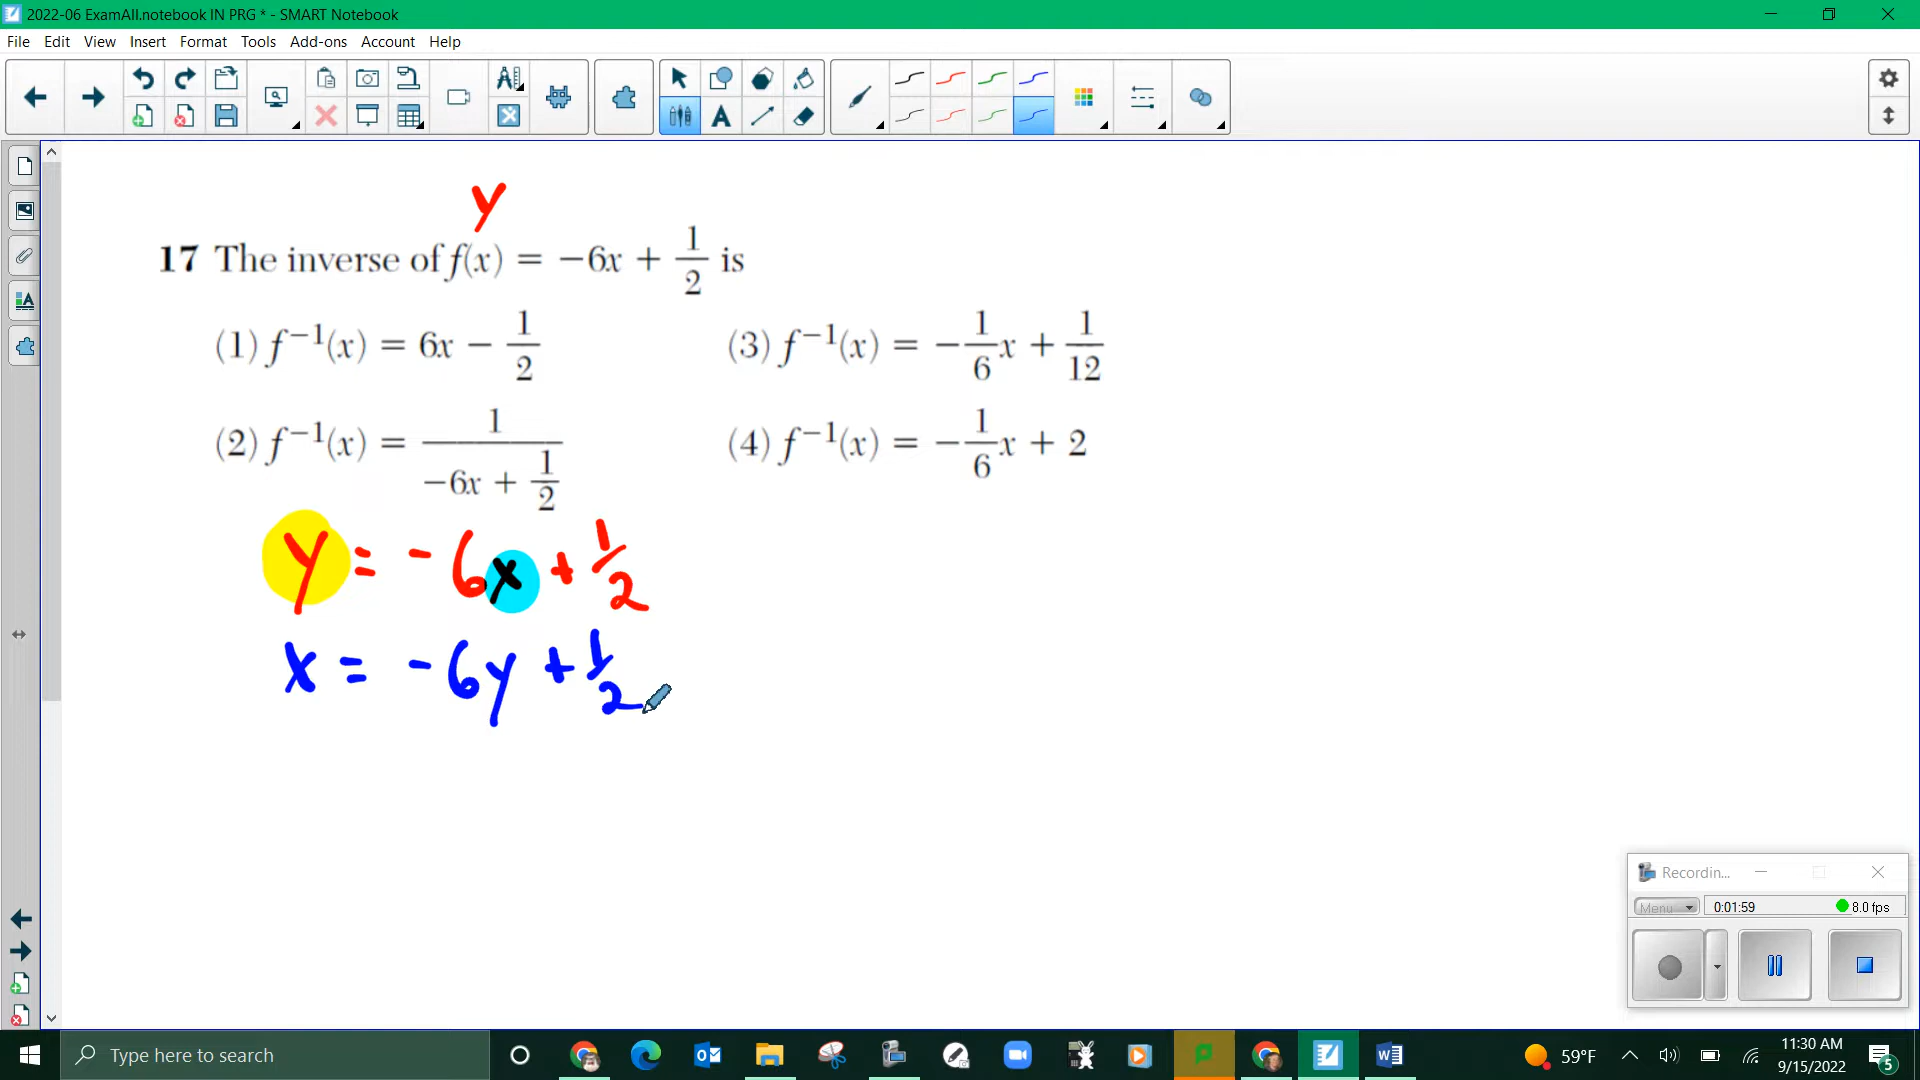 2022-06 ExamAll.notebook IN PRG * - SMART Notebook
File Edit View Insert Format Tools Add-ons Account Help
y
17 The inverse of f(x) = −6x + 1/2 is
(1) f⁻¹(x) = 6x − 1/2
(3) f⁻¹(x) = −1/6x + 1/12
(2) f⁻¹(x) = 1/(−6x + 1/2)
(4) f⁻¹(x) = −1/6x + 2
y = -6x + 1/2
x = -6y + 1/2
Recordin...
Menu 0:01:59 8.0 fps
Type here to search
59°F
11:30 AM
9/15/2022
5